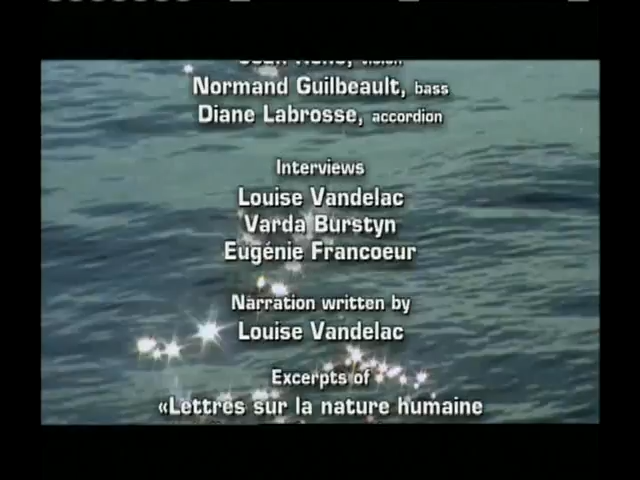 Normand Guilbeault, bass
Diane Labrosse, accordion
Interviews
Louise Vandelac
Varda Burstyn
Eugénie Francoeur
Narration written by
Louise Vandelac
Excerpts of
«Lettres sur la nature humaine